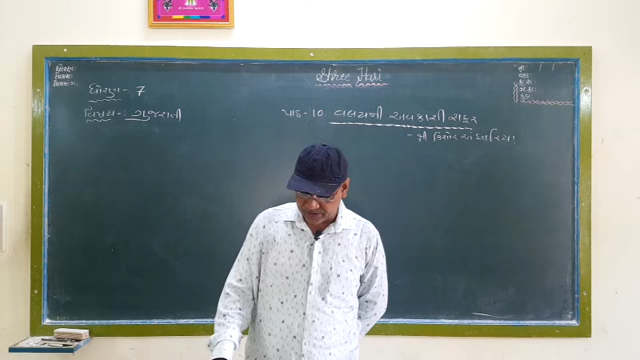 Shree Hari
ધોરણ - 7
વિષય : ગુજરાતી
પાઠ - 10 વલયની અવકાશી સફર
- શ્રી કિશોર અંધારિયા